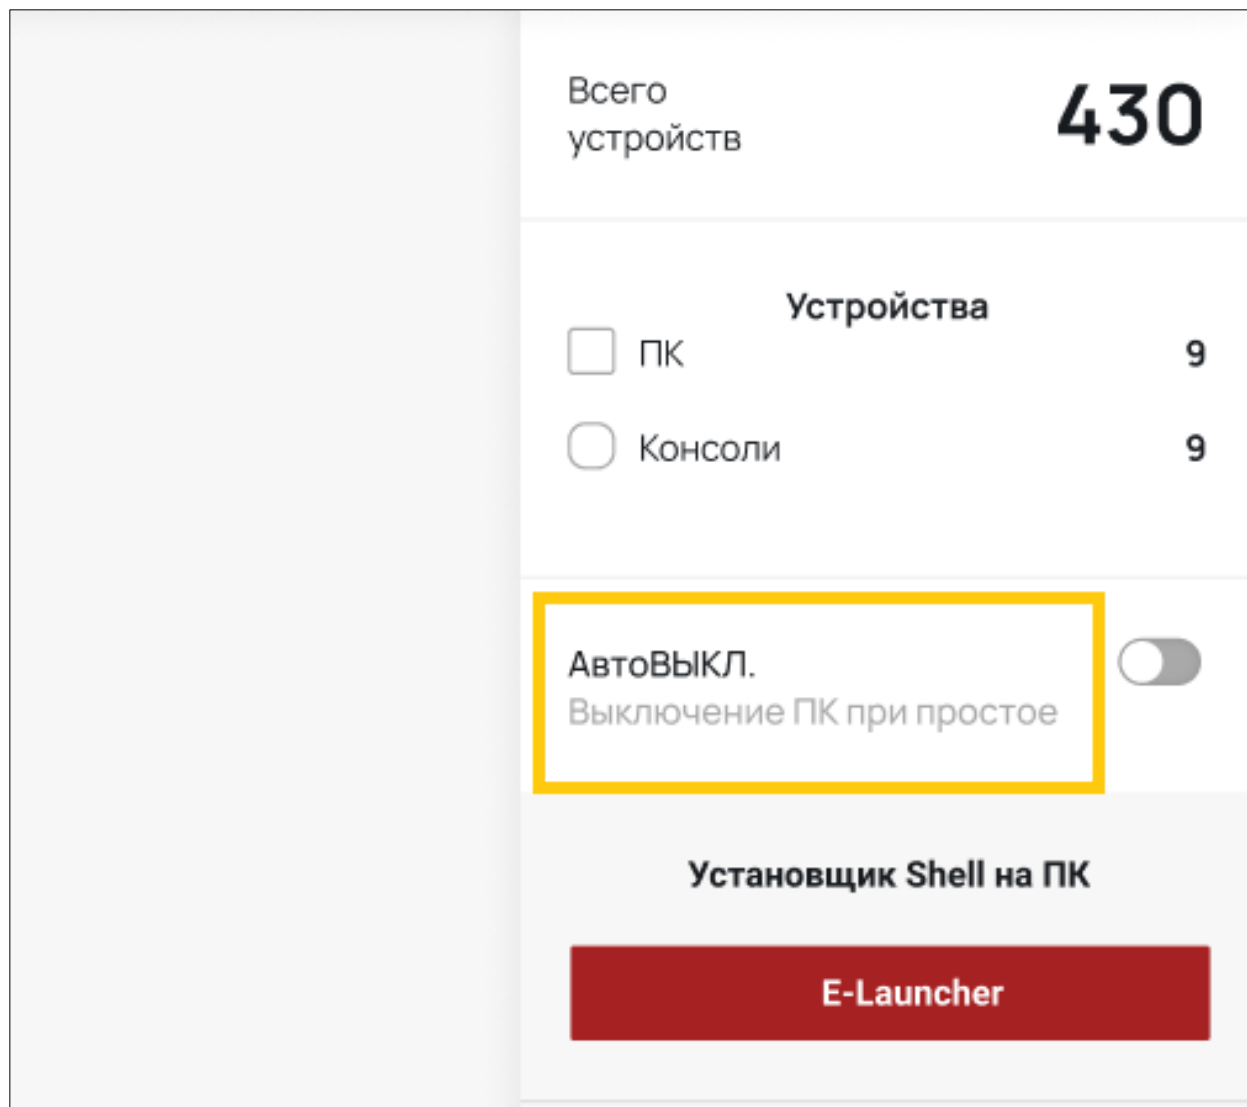 Всего
устройств
430
Устройства
ПК 9
Консоли 9
АвтоВЫКЛ.
Выключение ПК при простое
Установщик Shell на ПК
E-Launcher